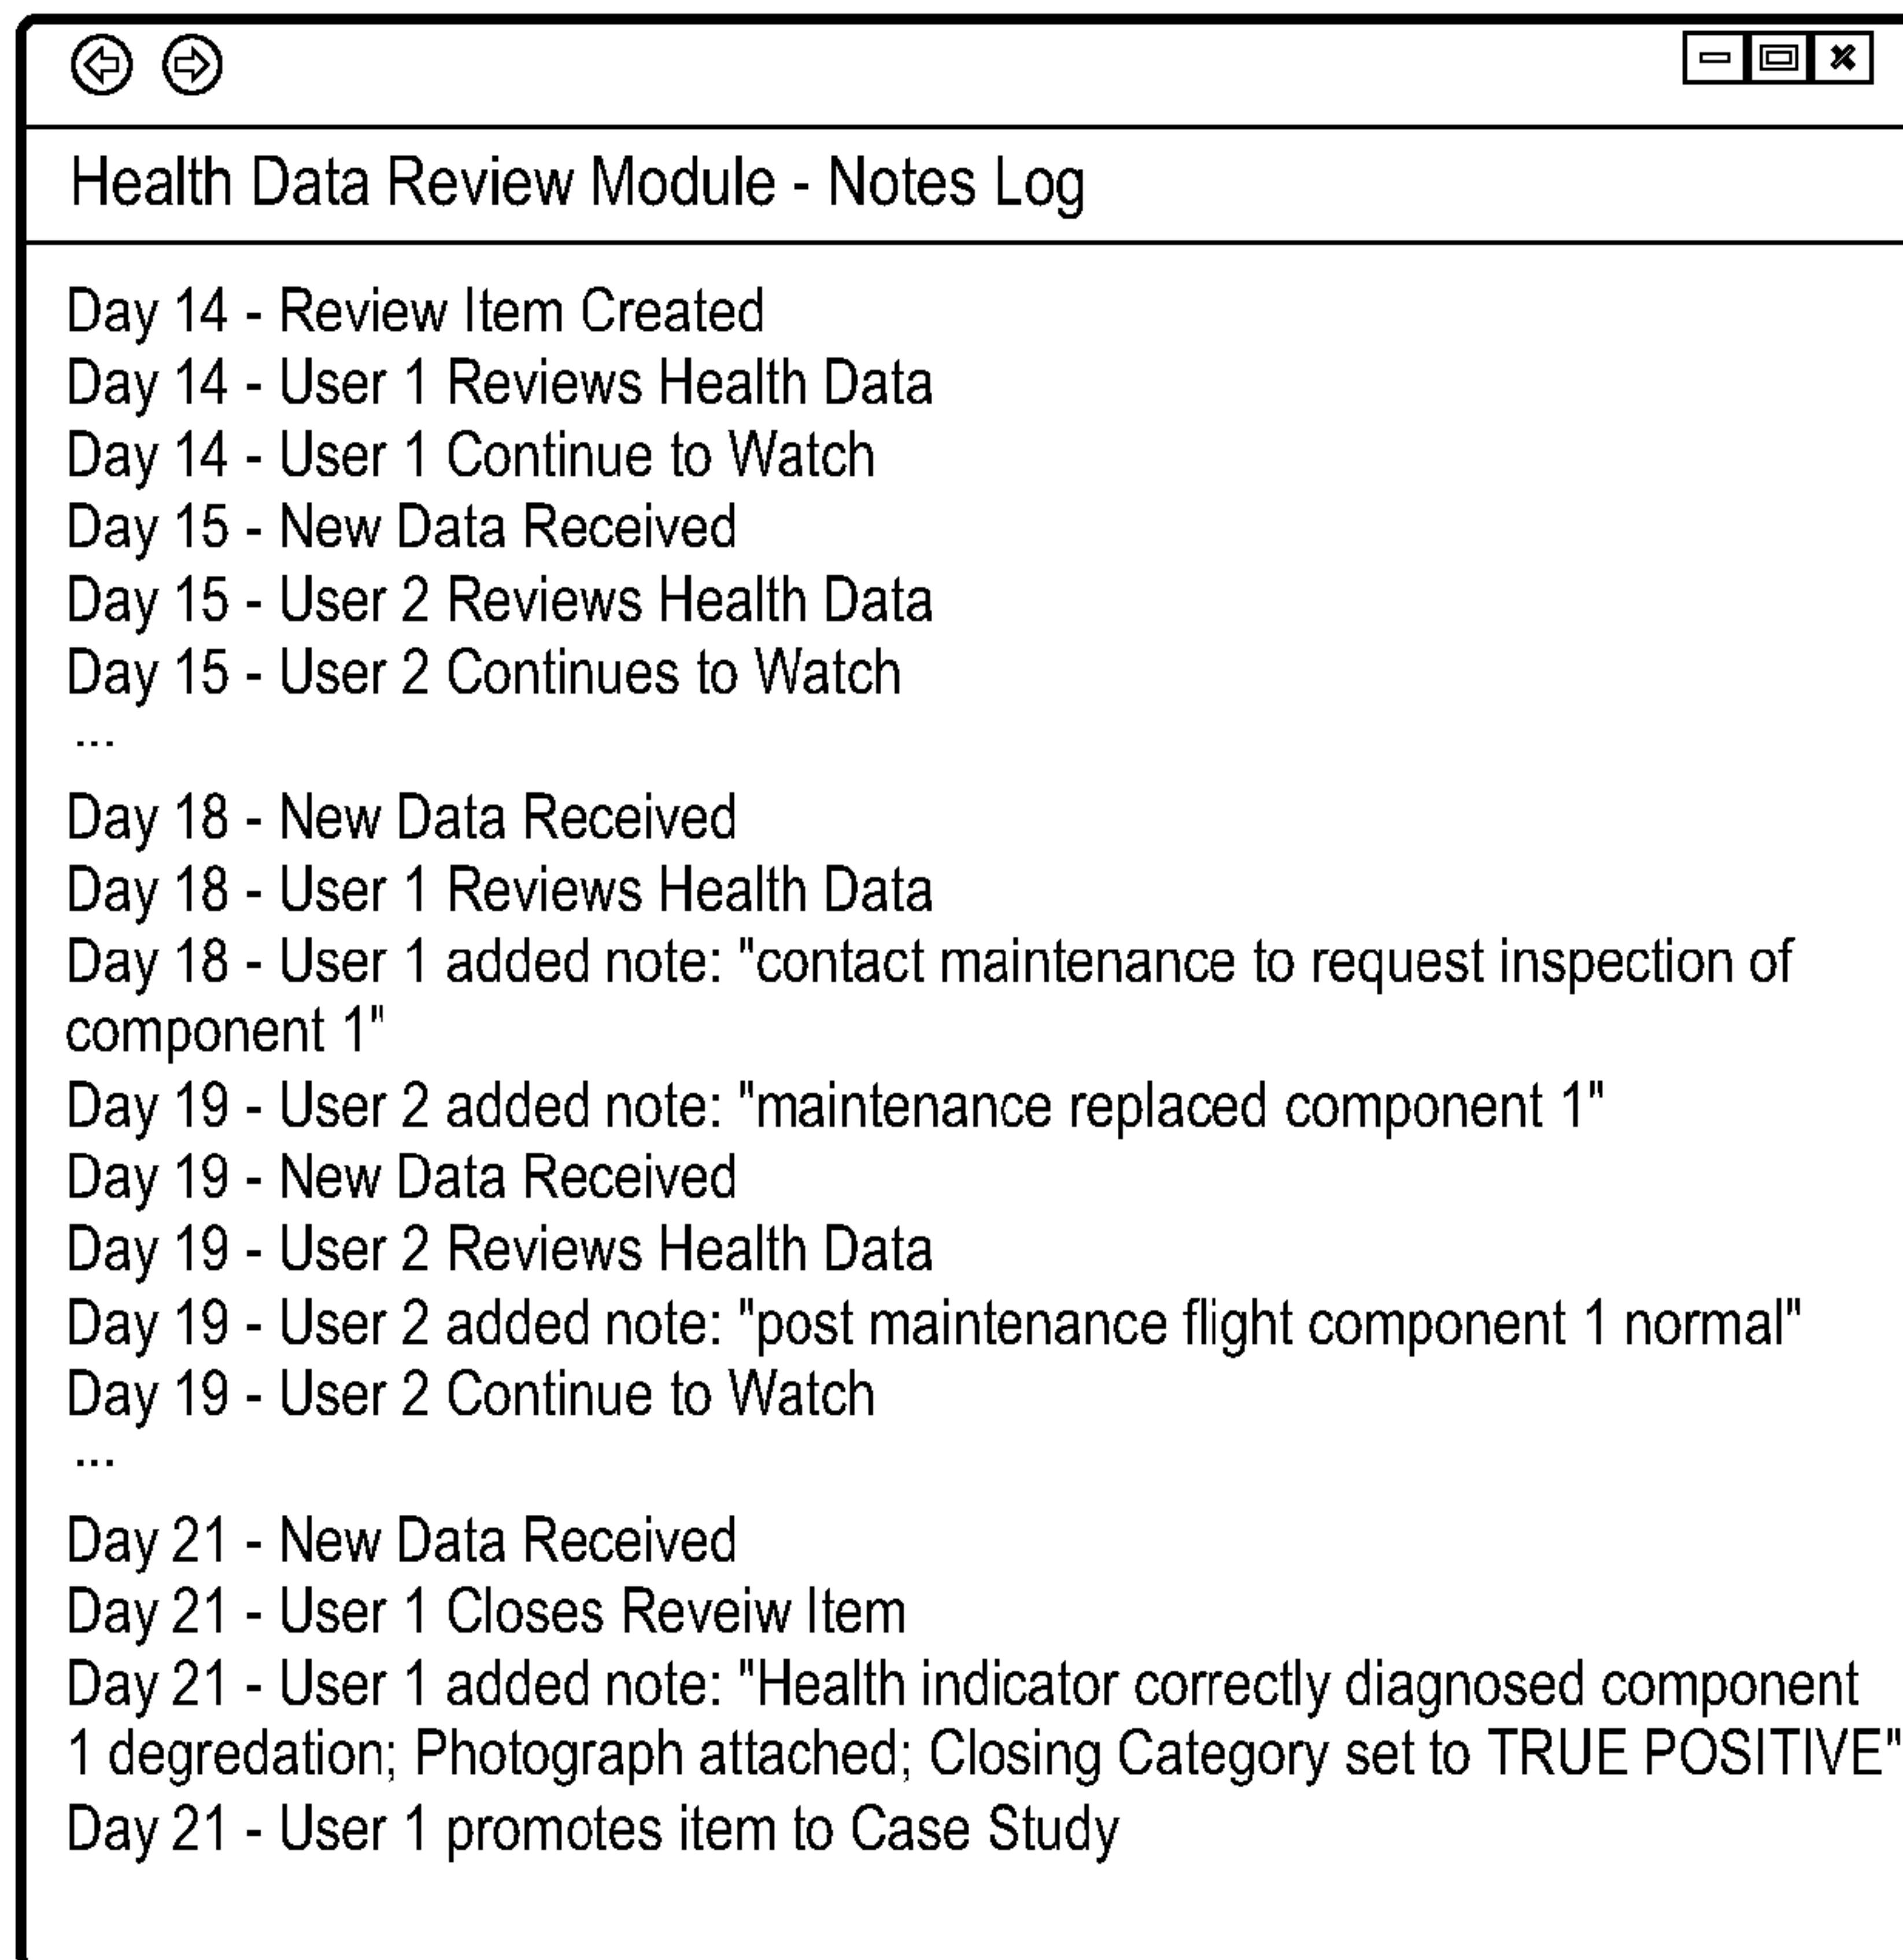 Health Data Review Module - Notes Log
Day 14 - Review Item Created
Day 14 - User 1 Reviews Health Data
Day 14 - User 1 Continue to Watch
Day 15 - New Data Received
Day 15 - User 2 Reviews Health Data
Day 15 - User 2 Continues to Watch
...
Day 18 - New Data Received
Day 18 - User 1 Reviews Health Data
Day 18 - User 1 added note: "contact maintenance to request inspection of
component 1"
Day 19 - User 2 added note: "maintenance replaced component 1"
Day 19 - New Data Received
Day 19 - User 2 Reviews Health Data
Day 19 - User 2 added note: "post maintenance flight component 1 normal"
Day 19 - User 2 Continue to Watch
...
Day 21 - New Data Received
Day 21 - User 1 Closes Reveiw Item
Day 21 - User 1 added note: "Health indicator correctly diagnosed component
1 degredation; Photograph attached; Closing Category set to TRUE POSITIVE"
Day 21 - User 1 promotes item to Case Study